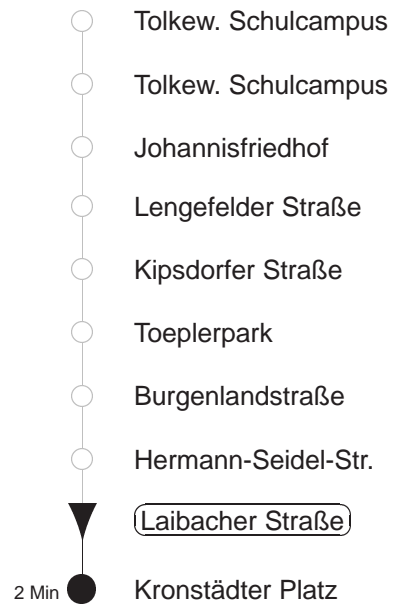 Tolkew. Schulcampus
Tolkew. Schulcampus
Johannisfriedhof
Lengefelder Straße
Kipsdorfer Straße
Toeplerpark
Burgenlandstraße
Hermann-Seidel-Str.
Laibacher Straße
2 Min Kronstädter Platz